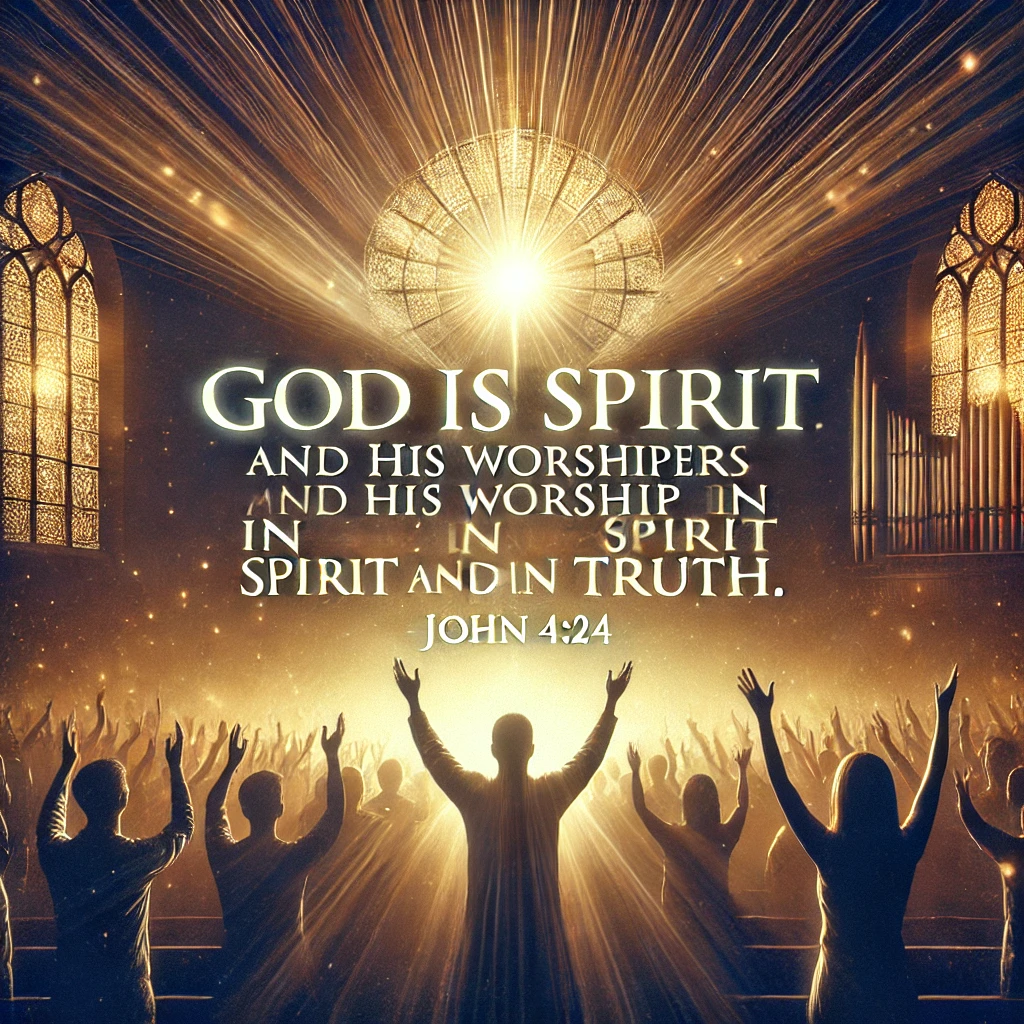 GOD IS SPIRIT.
AND HIS WORSHIPERS
AND HIS WORSHIP IN
IN IN SPIRIT
SPIRIT AND IN TRUTH.
JOHN 4:24